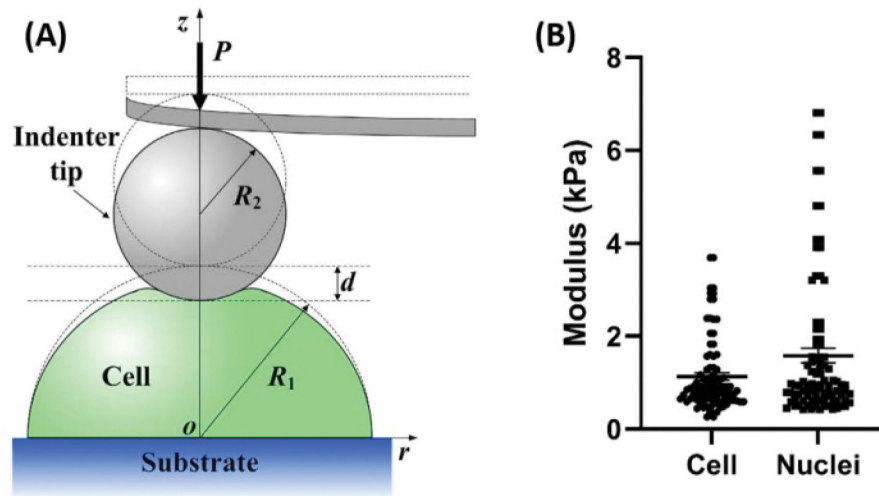 (A)
z
P
Indenter
tip
R2
d
Cell
R1
o
r
Substrate
(B)
Modulus (kPa)
8
6
4
2
0
Cell Nuclei